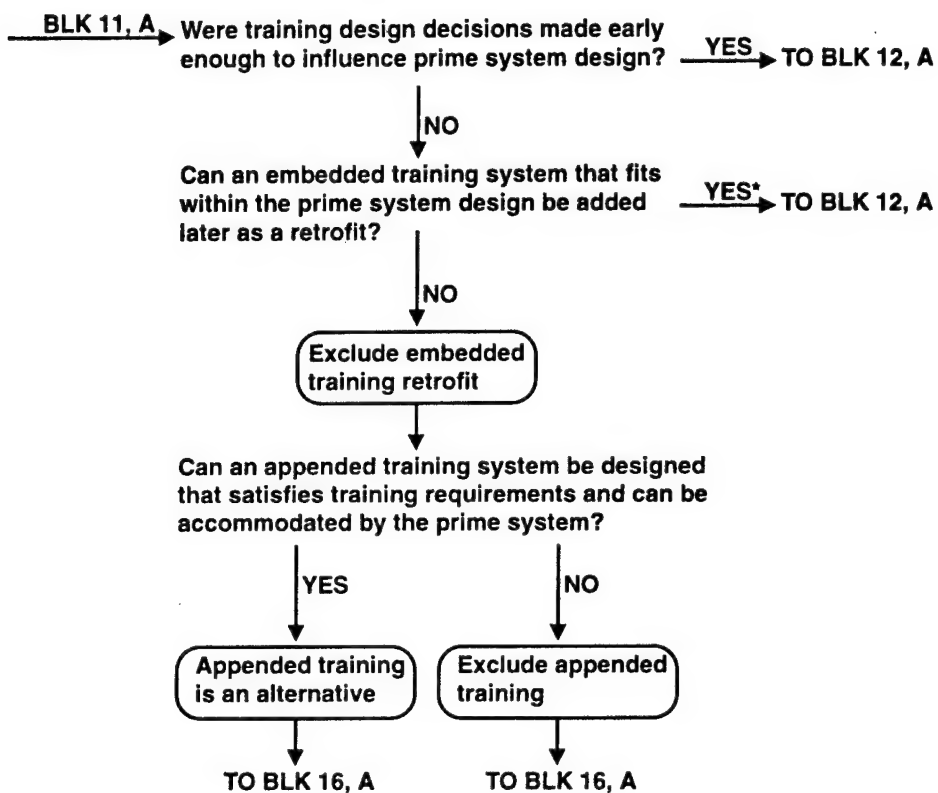 BLK 11, A
Were training design decisions made early
enough to influence prime system design?
YES
TO BLK 12, A
NO
Can an embedded training system that fits
within the prime system design be added
later as a retrofit?
YES*
TO BLK 12, A
NO
Exclude embedded
training retrofit
Can an appended training system be designed
that satisfies training requirements and can be
accommodated by the prime system?
YES
NO
Appended training
is an alternative
Exclude appended
training
TO BLK 16, A
TO BLK 16, A